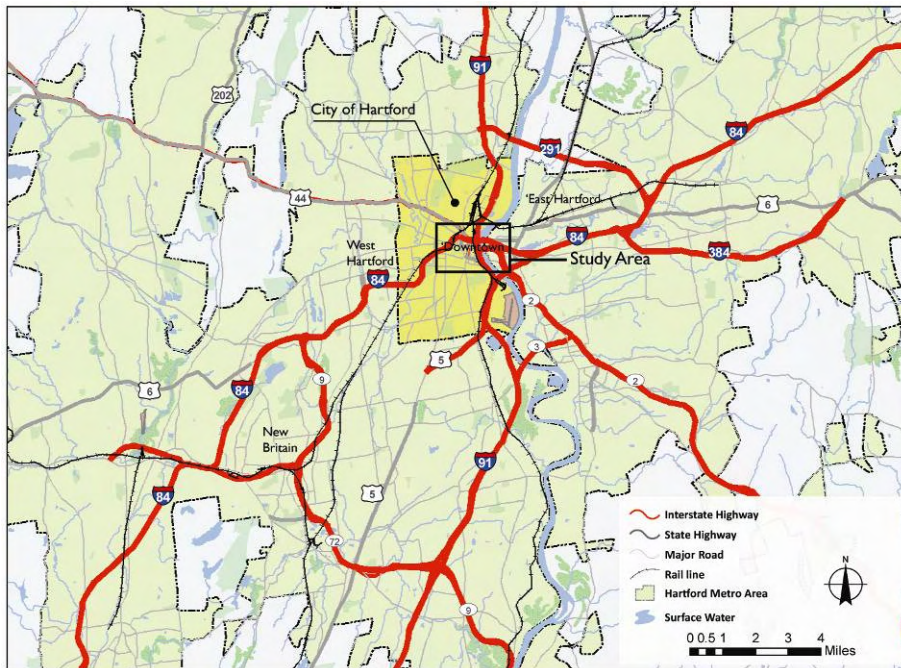 91
202
City of Hartford
84
291
44
East Hartford
6
West
Hartford
Downtown
84
384
Study Area
84
2
5
3
6
84
9
2
New
Britain
91
5
84
72
9
Interstate Highway
State Highway
Major Road
Rail line
Hartford Metro Area
Surface Water
N
0 0.5 1 2 3 4
Miles